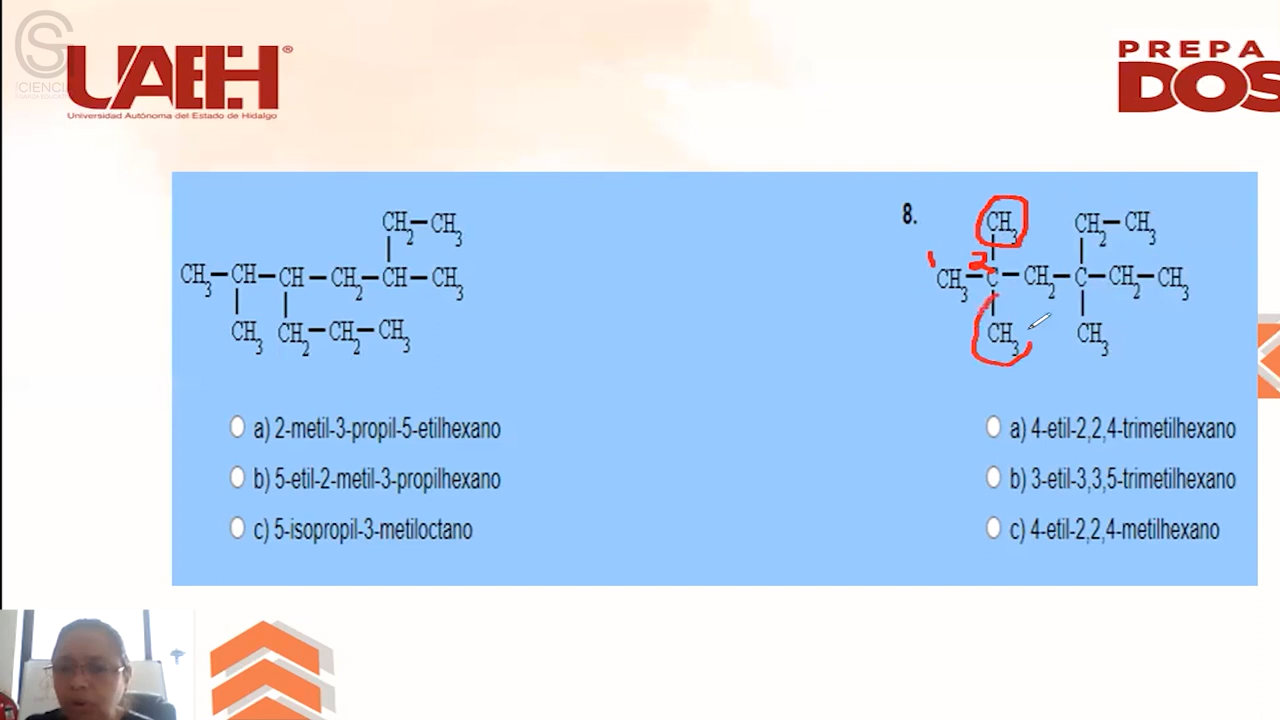 UAEH®
Universidad Autónoma del Estado de Hidalgo
PREPA
DOS
CH2-CH3
CH3-CH-CH-CH2-CH-CH3
CH3 CH2-CH2-CH3
a) 2-metil-3-propil-5-etilhexano
b) 5-etil-2-metil-3-propilhexano
c) 5-isopropil-3-metiloctano
8.
CH3 CH2-CH3
1 2
CH3-C-CH2-C-CH2-CH3
CH3 CH3
a) 4-etil-2,2,4-trimetilhexano
b) 3-etil-3,3,5-trimetilhexano
c) 4-etil-2,2,4-metilhexano